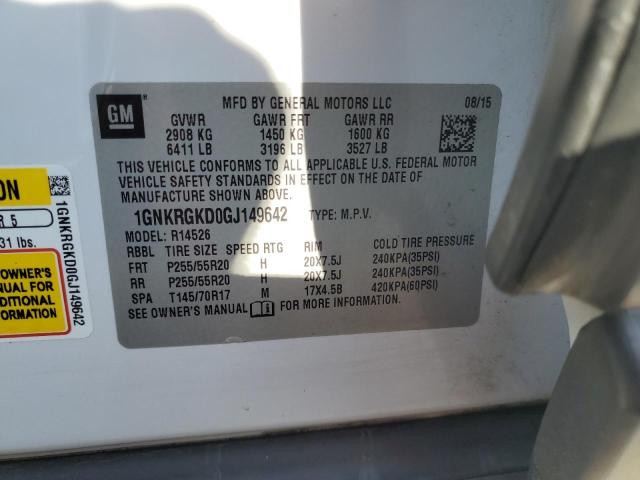 GM
MFD BY GENERAL MOTORS LLC 08/15
GVWR GAWR FRT GAWR RR
2908 KG 1450 KG 1600 KG
6411 LB 3196 LB 3527 LB
THIS VEHICLE CONFORMS TO ALL APPLICABLE U.S. FEDERAL MOTOR
VEHICLE SAFETY STANDARDS IN EFFECT ON THE DATE OF
MANUFACTURE SHOWN ABOVE.
1GNKRGKD0GJ149642 TYPE: M.P.V.
MODEL: R14526
RBBL TIRE SIZE SPEED RTG RIM COLD TIRE PRESSURE
FRT P255/55R20 H 20X7.5J 240KPA(35PSI)
RR P255/55R20 H 20X7.5J 240KPA(35PSI)
SPA T145/70R17 M 17X4.5B 420KPA(60PSI)
SEE OWNER'S MANUAL FOR MORE INFORMATION
ON
R 5
31 lbs.
OWNER'S
MANUAL FOR
ADDITIONAL
INFORMATION
1GNKRGKD0GJ149642